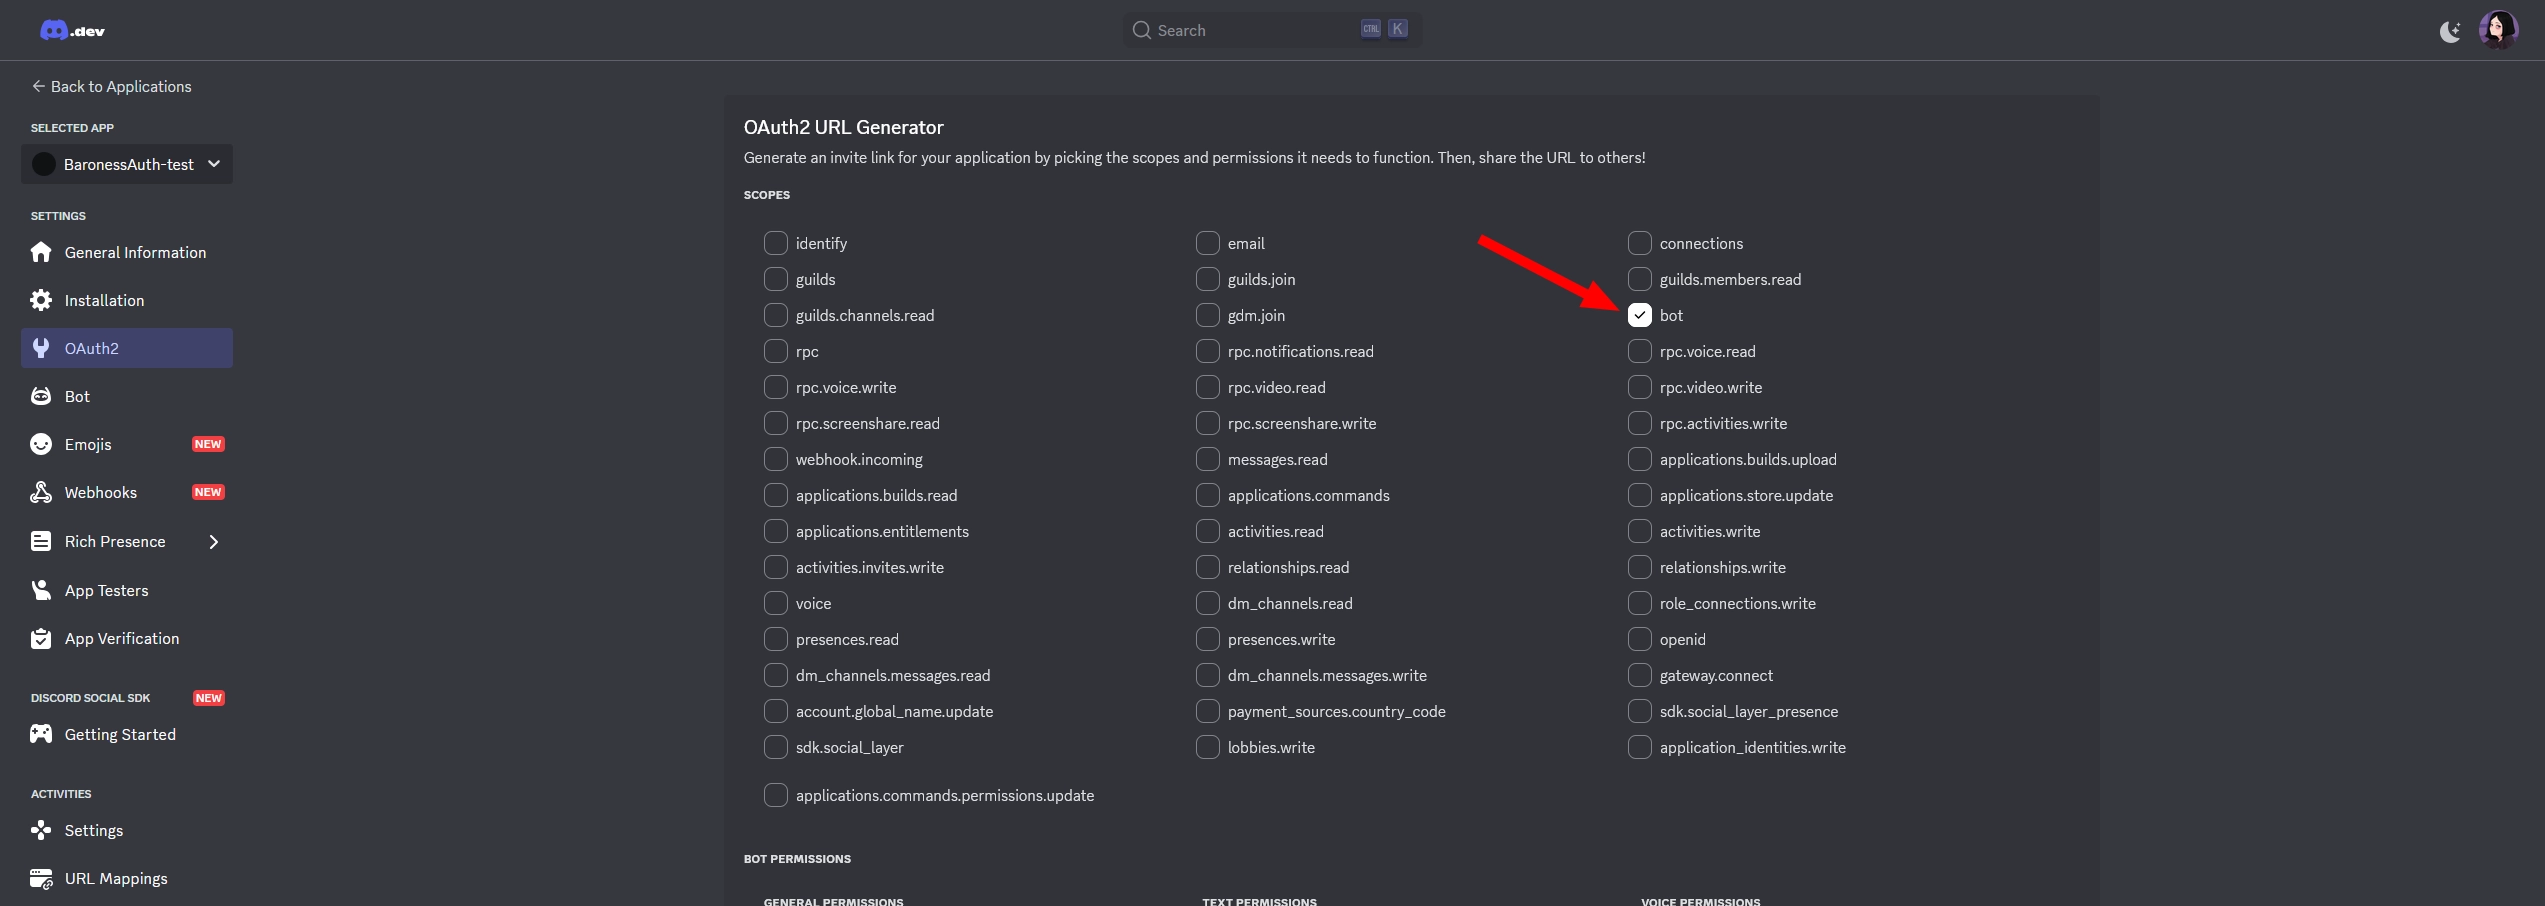 .dev
Search
CTRL K
Back to Applications
SELECTED APP
BaronessAuth-test
SETTINGS
General Information
Installation
OAuth2
Bot
Emojis NEW
Webhooks NEW
Rich Presence
App Testers
App Verification
DISCORD SOCIAL SDK NEW
Getting Started
ACTIVITIES
Settings
URL Mappings
OAuth2 URL Generator
Generate an invite link for your application by picking the scopes and permissions it needs to function. Then, share the URL to others!
SCOPES
identify email connections
guilds guilds.join guilds.members.read
guilds.channels.read gdm.join bot
rpc rpc.notifications.read rpc.voice.read
rpc.voice.write rpc.video.read rpc.video.write
rpc.screenshare.read rpc.screenshare.write rpc.activities.write
webhook.incoming messages.read applications.builds.upload
applications.builds.read applications.commands applications.store.update
applications.entitlements activities.read activities.write
activities.invites.write relationships.read relationships.write
voice dm_channels.read role_connections.write
presences.read presences.write openid
dm_channels.messages.read dm_channels.messages.write gateway.connect
account.global_name.update payment_sources.country_code sdk.social_layer_presence
sdk.social_layer lobbies.write application_identities.write
applications.commands.permissions.update
BOT PERMISSIONS
GENERAL PERMISSIONS TEXT PERMISSIONS VOICE PERMISSIONS